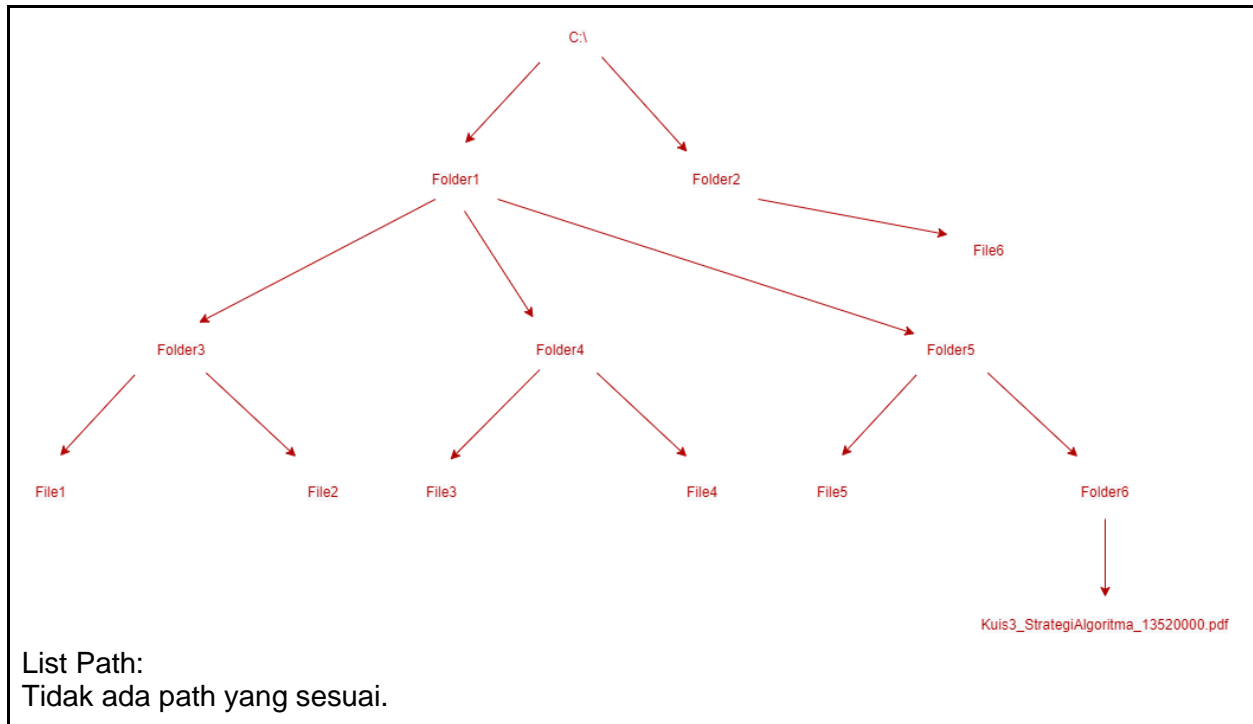 C:\
Folder1
Folder2
File6
Folder3
Folder4
Folder5
File1
File2
File3
File4
File5
Folder6
Kuis3_StrategiAlgoritma_13520000.pdf
List Path:
Tidak ada path yang sesuai.